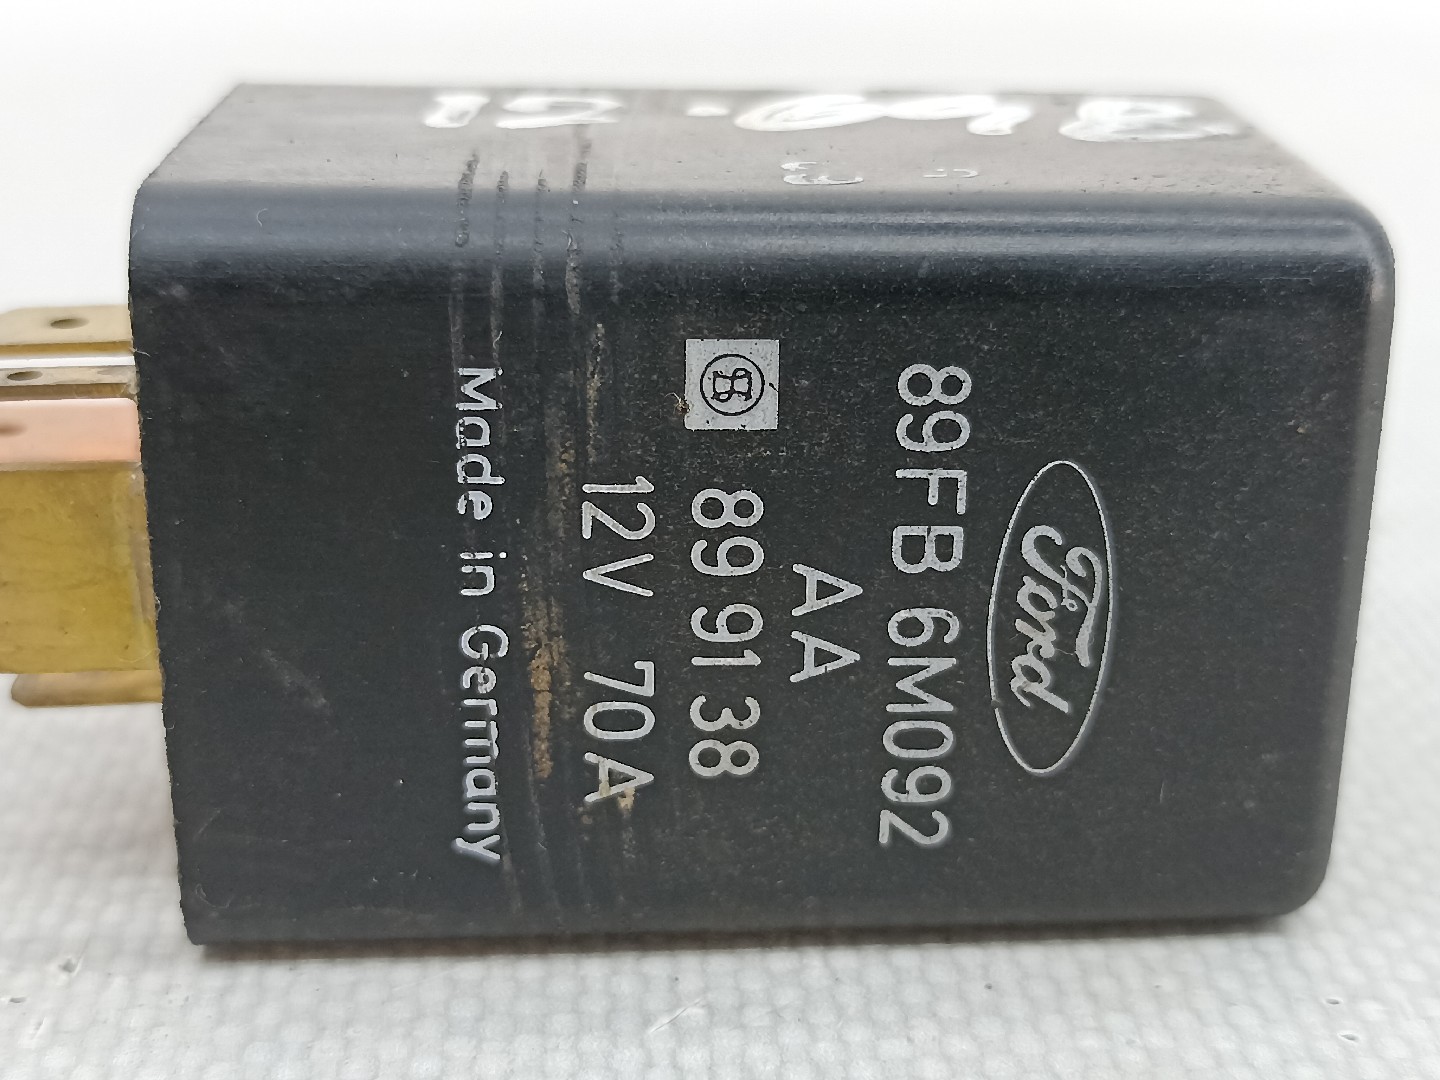 Ford
89FB 6M092
AA
89 91 38
12V 70A
Made in Germany